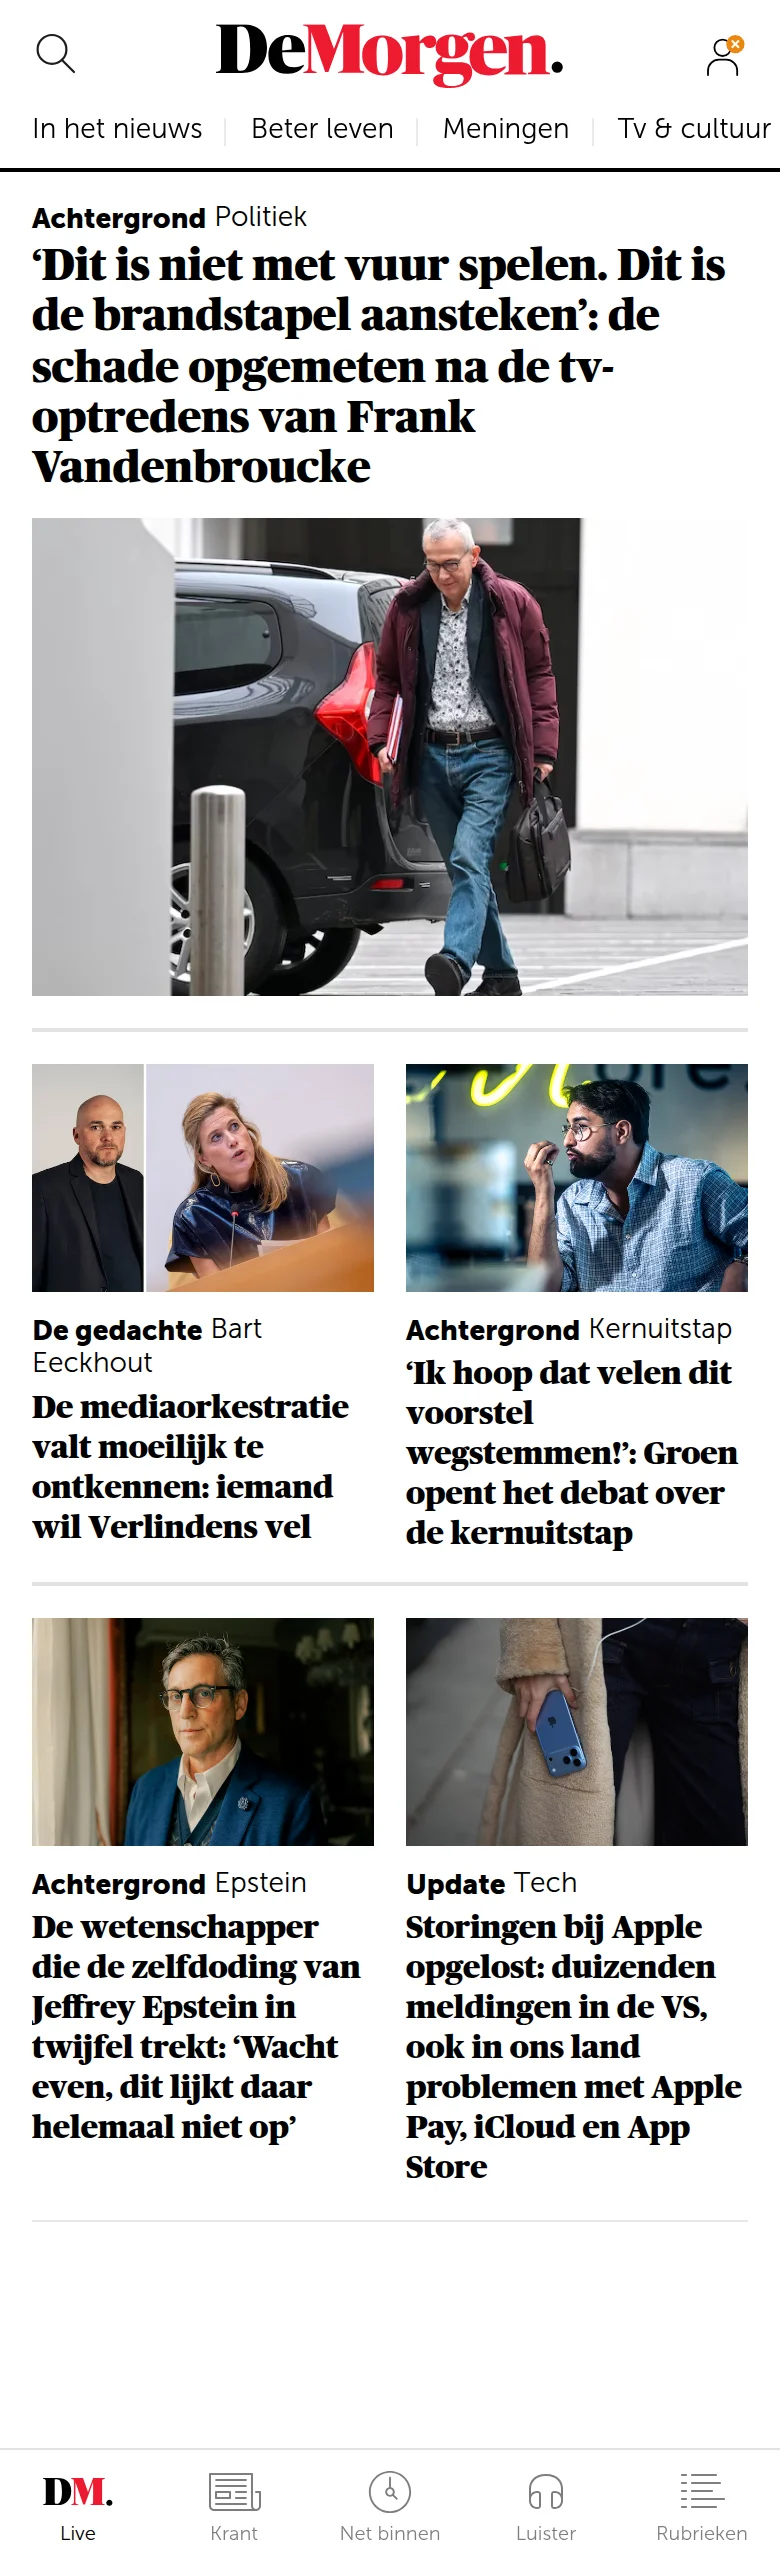 DeMorgen.
In het nieuws
Beter leven
Meningen
Tv & cultuur
Achtergrond Politiek
‘Dit is niet met vuur spelen. Dit is
de brandstapel aansteken’: de
schade opgemeten na de tv-
optredens van Frank
Vandenbroucke
De gedachte Bart
Eeckhout
De mediaorkestratie
valt moeilijk te
ontkennen: iemand
wil Verlindens vel
Achtergrond Kernuitstap
‘Ik hoop dat velen dit
voorstel
wegstemmen!’: Groen
opent het debat over
de kernuitstap
Achtergrond Epstein
De wetenschapper
die de zelfdoding van
Jeffrey Epstein in
twijfel trekt: ‘Wacht
even, dit lijkt daar
helemaal niet op’
Update Tech
Storingen bij Apple
opgelost: duizenden
meldingen in de VS,
ook in ons land
problemen met Apple
Pay, iCloud en App
Store
DM.
Live
Krant
Net binnen
Luister
Rubrieken